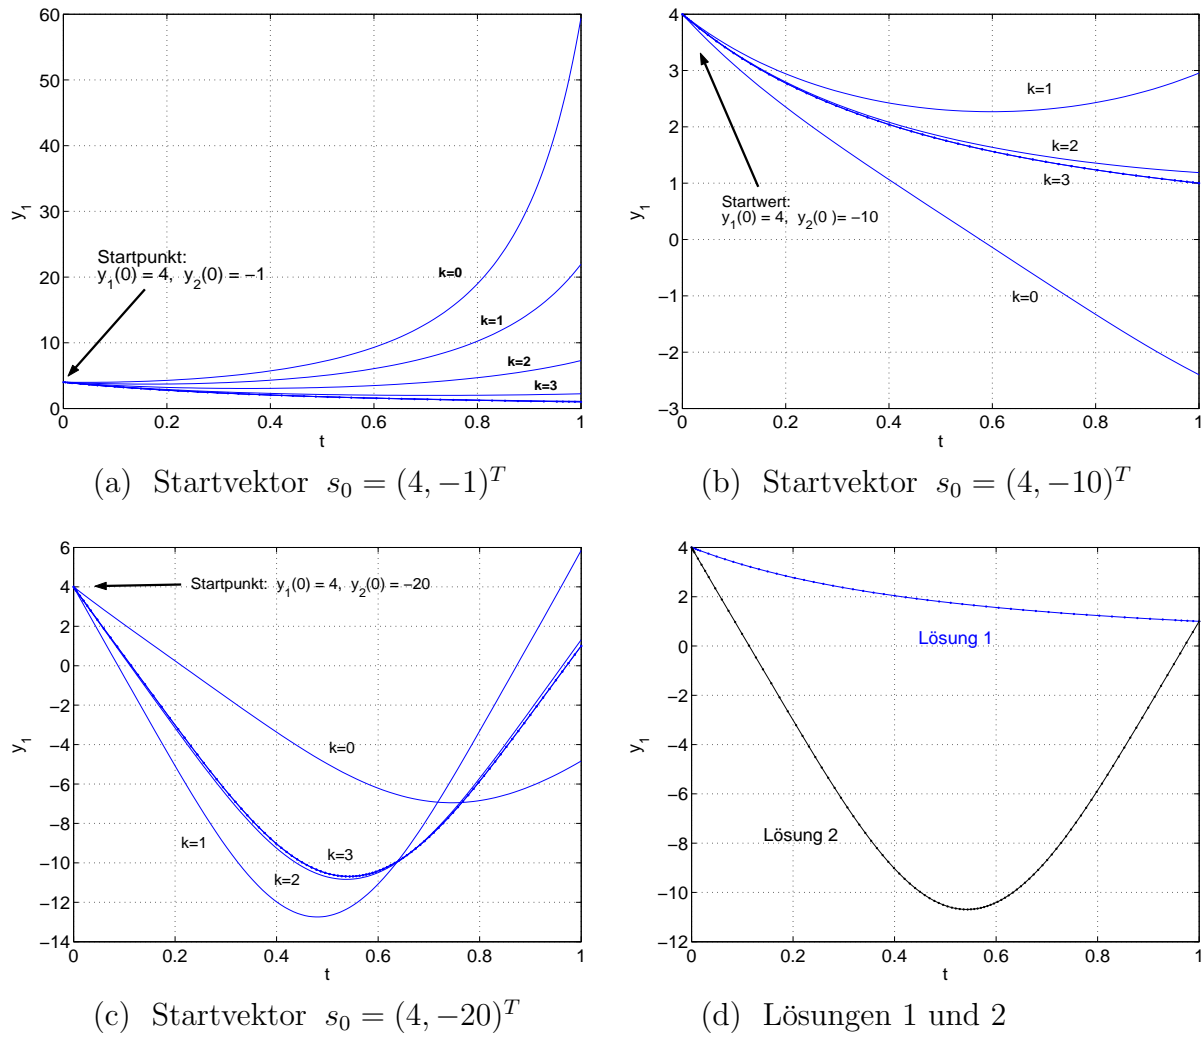 60
50
40
30
20
10
0
y1
0
0.2
0.4
0.6
0.8
1
t
Startpunkt:
y1(0) = 4, y2(0) = −1
k=0
k=1
k=2
k=3
(a) Startvektor s0 = (4, −1)^T
4
3
2
1
0
−1
−2
−3
y1
0
0.2
0.4
0.6
0.8
1
t
k=1
k=2
k=3
Startwert:
y1(0) = 4, y2(0 )= −10
k=0
(b) Startvektor s0 = (4, −10)^T
6
4
2
0
−2
−4
−6
−8
−10
−12
−14
y1
0
0.2
0.4
0.6
0.8
1
t
Startpunkt: y1(0) = 4, y2(0) = −20
k=0
k=1
k=3
k=2
(c) Startvektor s0 = (4, −20)^T
4
2
0
−2
−4
−6
−8
−10
−12
y1
0
0.2
0.4
0.6
0.8
1
t
Lösung 1
Lösung 2
(d) Lösungen 1 und 2